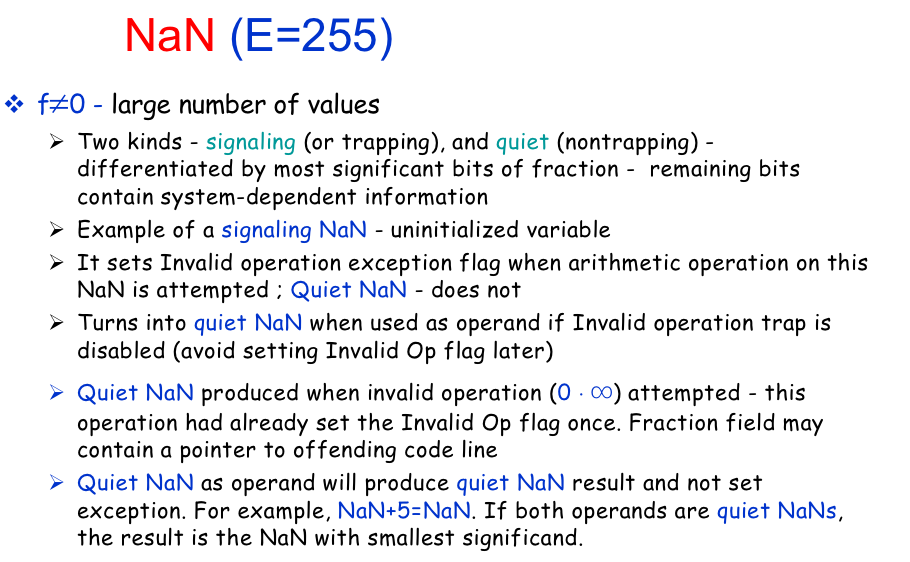 NaN (E=255)
❖ f≠0 - large number of values
➢ Two kinds - signaling (or trapping), and quiet (nontrapping) -
differentiated by most significant bits of fraction - remaining bits
contain system-dependent information
➢ Example of a signaling NaN - uninitialized variable
➢ It sets Invalid operation exception flag when arithmetic operation on this
NaN is attempted ; Quiet NaN - does not
➢ Turns into quiet NaN when used as operand if Invalid operation trap is
disabled (avoid setting Invalid Op flag later)
➢ Quiet NaN produced when invalid operation (0 · ∞) attempted - this
operation had already set the Invalid Op flag once. Fraction field may
contain a pointer to offending code line
➢ Quiet NaN as operand will produce quiet NaN result and not set
exception. For example, NaN+5=NaN. If both operands are quiet NaNs,
the result is the NaN with smallest significand.